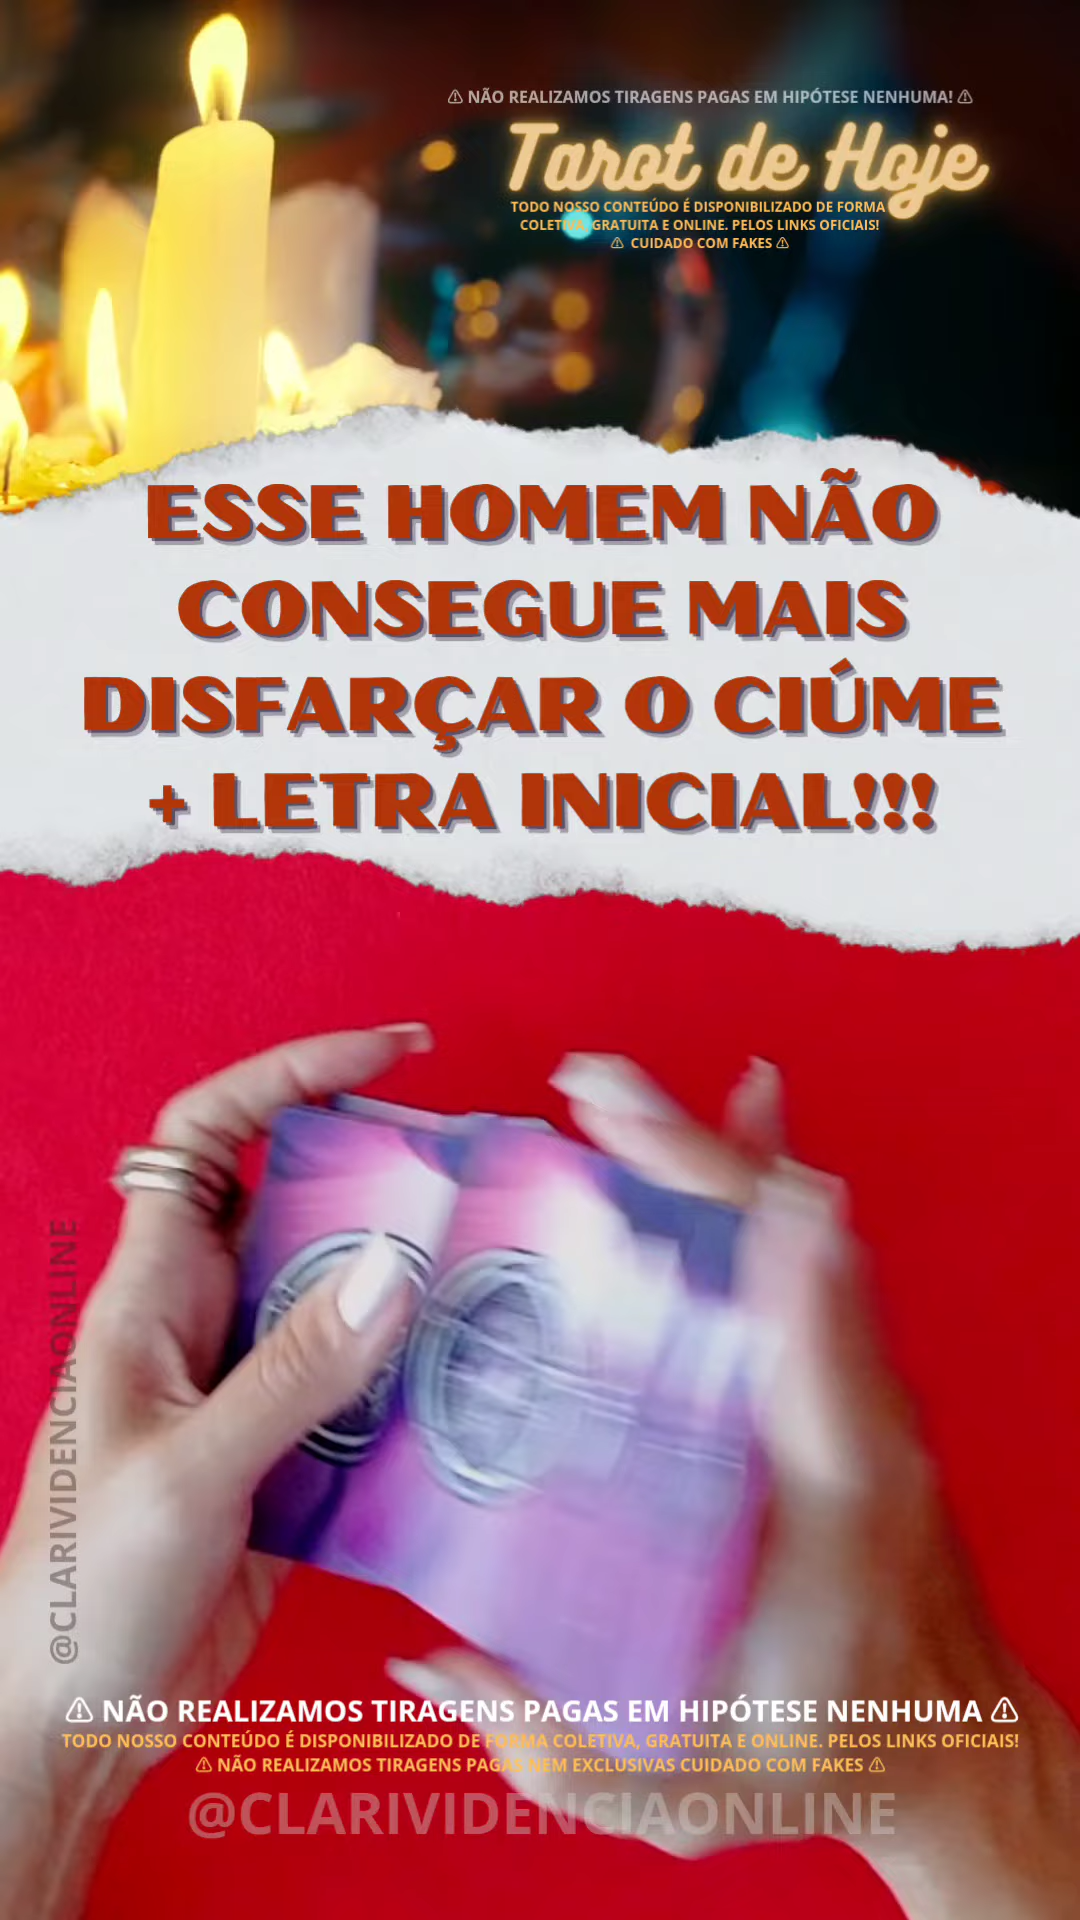 ⚠ NÃO REALIZAMOS TIRAGENS PAGAS EM HIPÓTESE NENHUMA! ⚠
Tarot de Hoje
TODO NOSSO CONTEÚDO É DISPONIBILIZADO DE FORMA
COLETIVA, GRATUITA E ONLINE. PELOS LINKS OFICIAIS!
⚠ CUIDADO COM FAKES ⚠
ESSE HOMEM NÃO
CONSEGUE MAIS
DISFARÇAR O CIÚME
+ LETRA INICIAL!!!
@CLARIVIDENCIAONLINE
⚠ NÃO REALIZAMOS TIRAGENS PAGAS EM HIPÓTESE NENHUMA ⚠
TODO NOSSO CONTEÚDO É DISPONIBILIZADO DE FORMA COLETIVA, GRATUITA E ONLINE. PELOS LINKS OFICIAIS!
⚠ NÃO REALIZAMOS TIRAGENS PAGAS NEM EXCLUSIVAS CUIDADO COM FAKES ⚠
@CLARIVIDENCIAONLINE